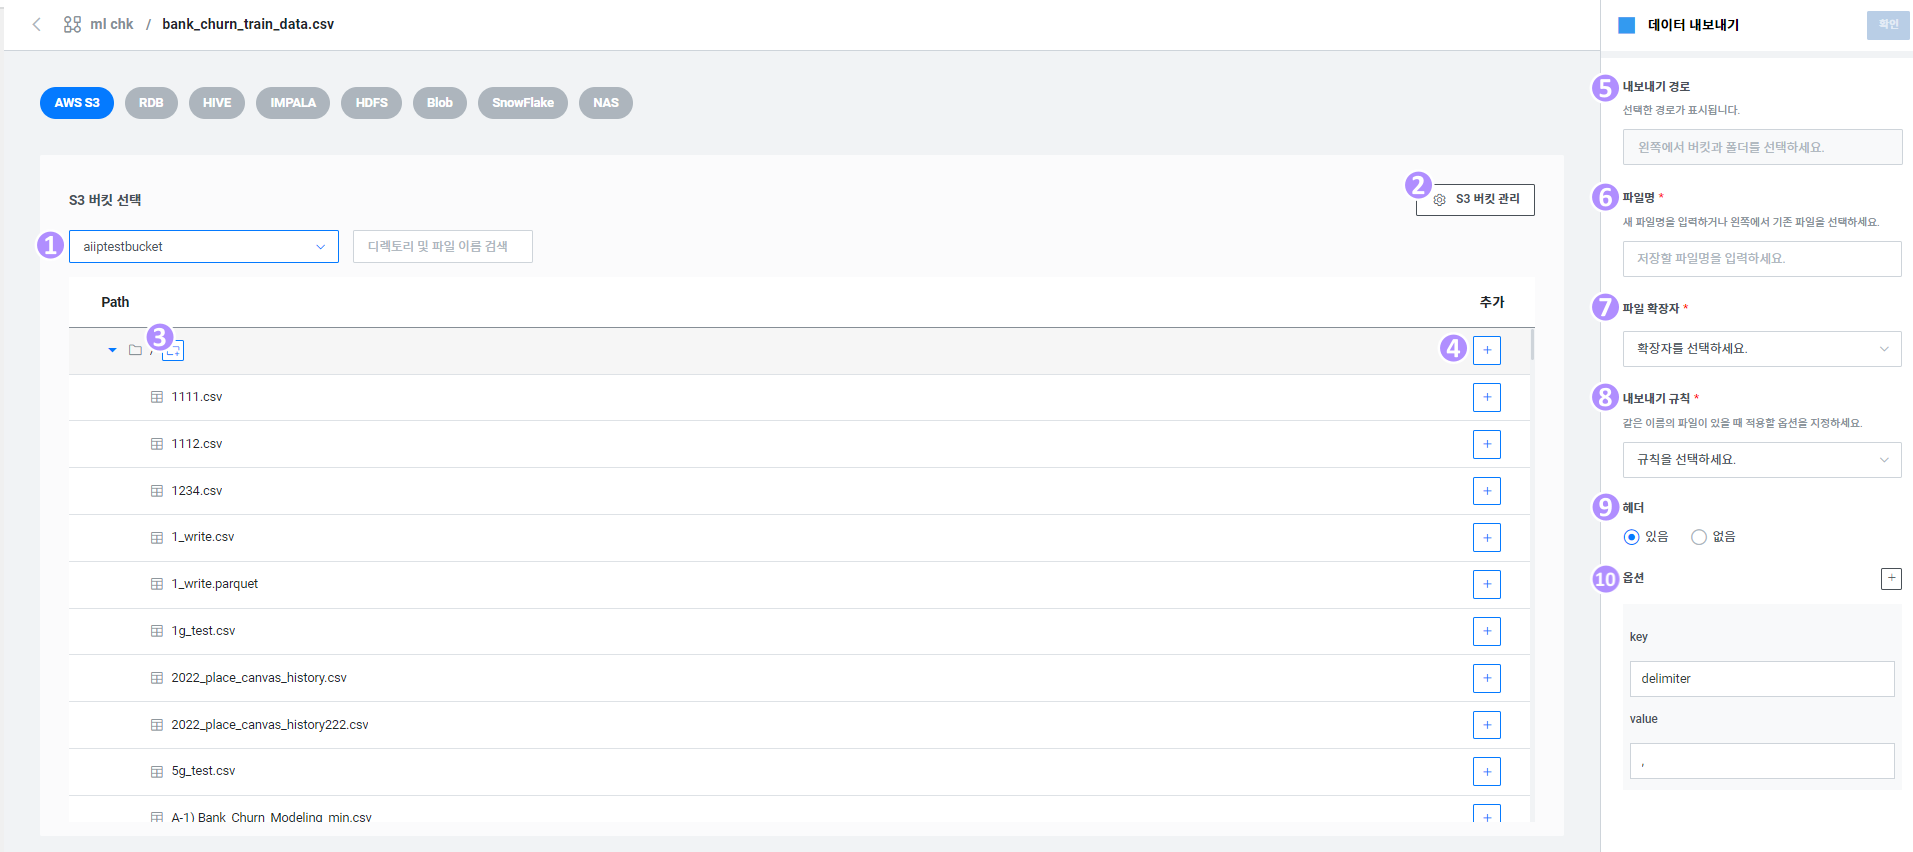 ml chk / bank_churn_train_data.csv
AWS S3 RDB HIVE IMPALA HDFS Blob SnowFlake NAS
S3 버킷 선택
2
S3 버킷 관리
1
aiiptestbucket
디렉토리 및 파일 이름 검색
Path 추가
3
/
4
+
1111.csv +
1112.csv +
1234.csv +
1_write.csv +
1_write.parquet +
1g_test.csv +
2022_place_canvas_history.csv +
2022_place_canvas_history222.csv +
5g_test.csv +
A-1) Bank_Churn_Modeling_min.csv +
데이터 내보내기 확인
5 내보내기 경로
선택한 경로가 표시됩니다.
왼쪽에서 버킷과 폴더를 선택하세요.
6 파일명 *
새 파일명을 입력하거나 왼쪽에서 기존 파일을 선택하세요.
저장할 파일명을 입력하세요.
7 파일 확장자 *
확장자를 선택하세요.
8 내보내기 규칙 *
같은 이름의 파일이 있을 때 적용할 옵션을 지정하세요.
규칙을 선택하세요.
9 헤더
있음 없음
10 옵션 +
key
delimiter
value
,